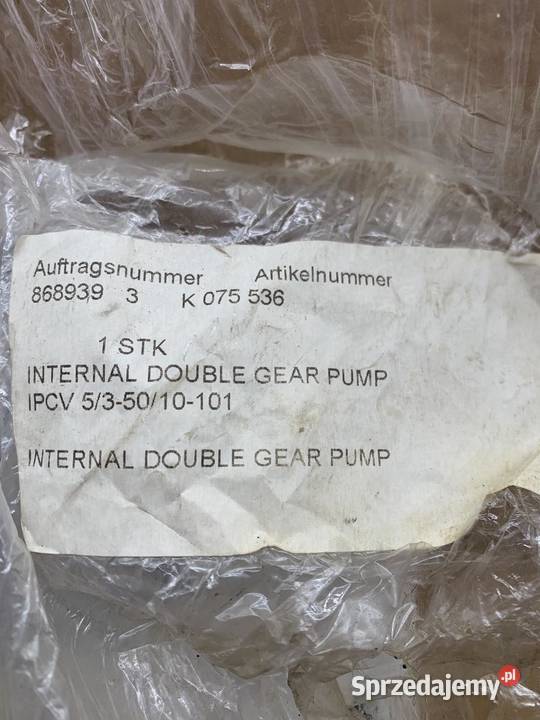 Auftragsnummer Artikelnummer
868939 3 K 075 536
1 STK
INTERNAL DOUBLE GEAR PUMP
IPCV 5/3-50/10-101
INTERNAL DOUBLE GEAR PUMP
Sprzedajemy.pl